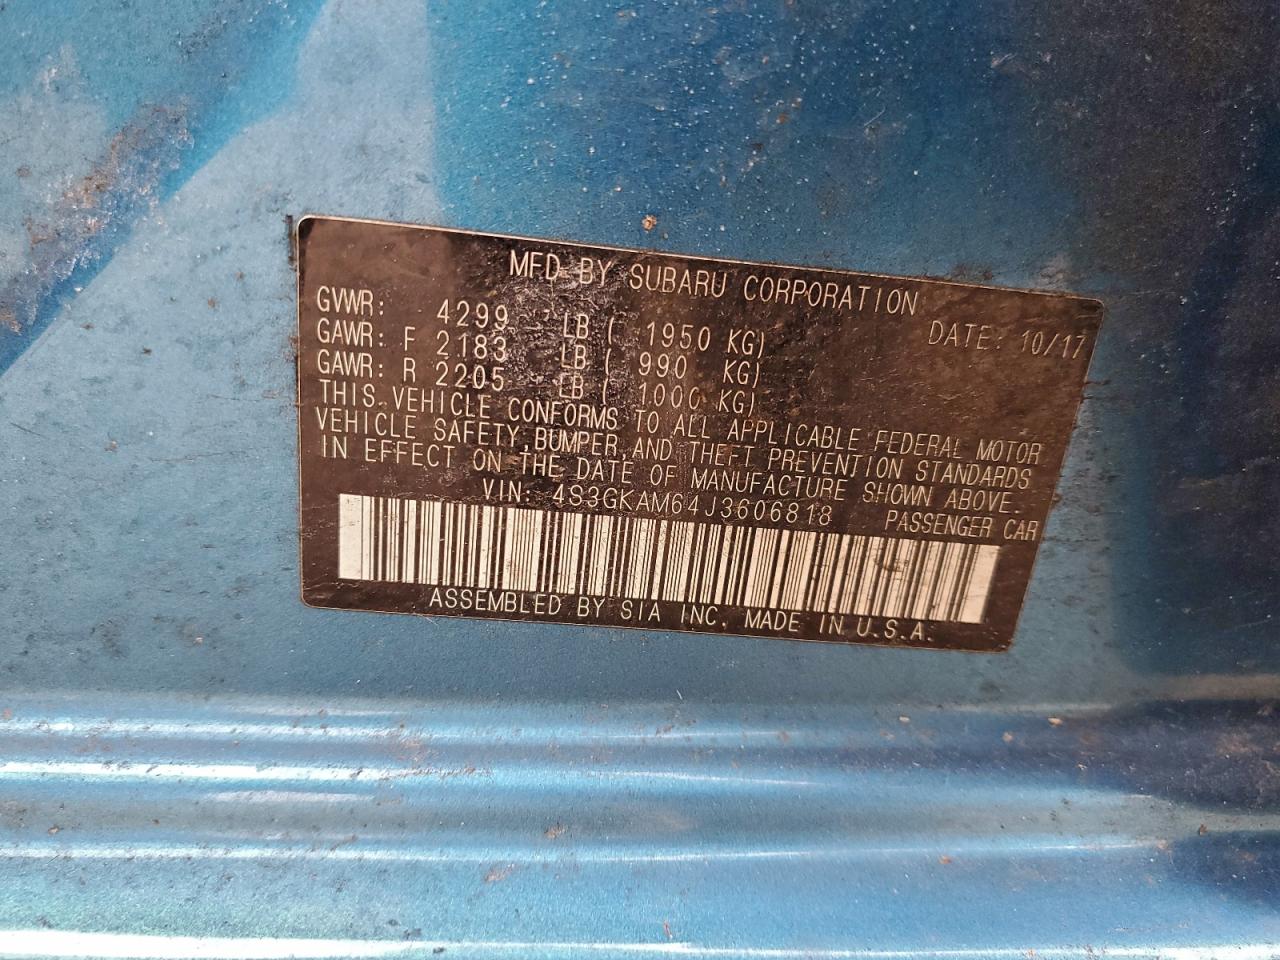 MFD BY SUBARU CORPORATION
GVWR: 4299 LB ( 1950 KG) DATE: 10/17
GAWR: F 2183 LB ( 990 KG)
GAWR: R 2205 LB ( 1000 KG)
THIS VEHICLE CONFORMS TO ALL APPLICABLE FEDERAL MOTOR
VEHICLE SAFETY, BUMPER, AND THEFT PREVENTION STANDARDS
IN EFFECT ON THE DATE OF MANUFACTURE SHOWN ABOVE.
VIN: 4S3GKAM64J3606818 PASSENGER CAR
ASSEMBLED BY SIA INC. MADE IN U.S.A.